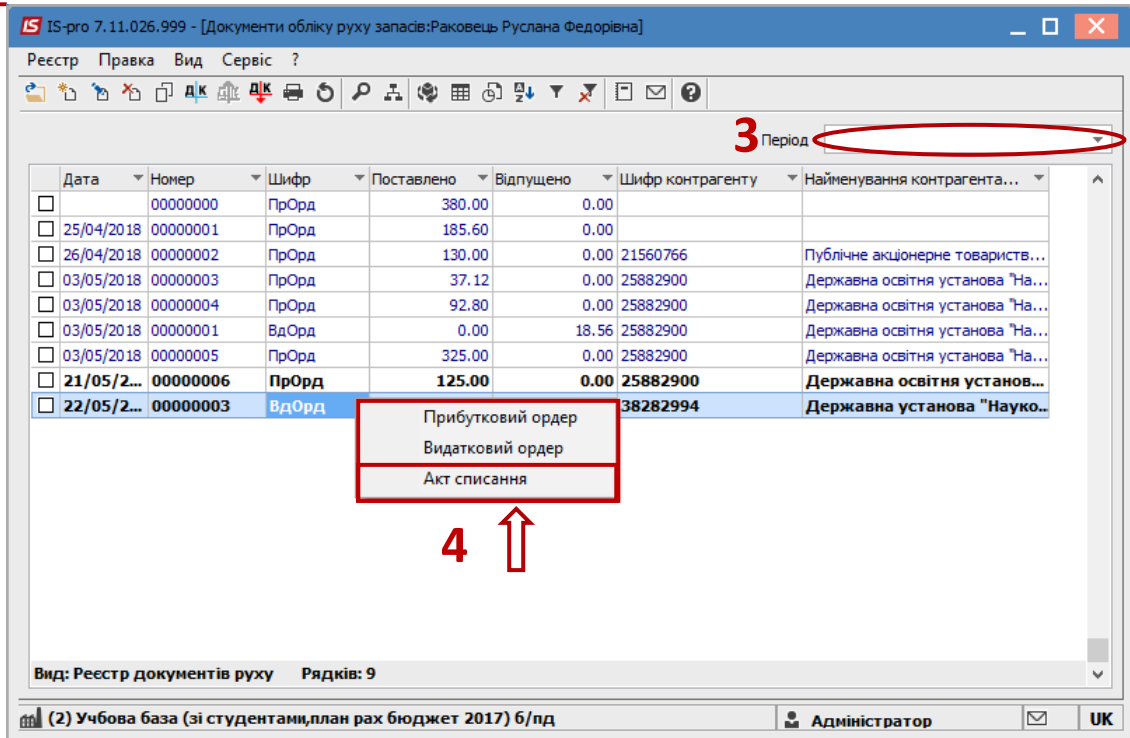 IS-pro 7.11.026.999 - [Документи обліку руху запасів:Раковець Руслана Федорівна]
Реєстр Правка Вид Сервіс ?
3 Період
Дата Номер Шифр Поставлено Відпущено Шифр контрагенту Найменування контрагента...
00000000 ПрОрд 380.00 0.00
25/04/2018 00000001 ПрОрд 185.60 0.00
26/04/2018 00000002 ПрОрд 130.00 0.00 21560766 Публічне акціонерне товариств...
03/05/2018 00000003 ПрОрд 37.12 0.00 25882900 Державна освітня установа "На...
03/05/2018 00000004 ПрОрд 92.80 0.00 25882900 Державна освітня установа "На...
03/05/2018 00000001 ВдОрд 0.00 18.56 25882900 Державна освітня установа "На...
03/05/2018 00000005 ПрОрд 325.00 0.00 25882900 Державна освітня установа "На...
21/05/2... 00000006 ПрОрд 125.00 0.00 25882900 Державна освітня установ...
22/05/2... 00000003 ВдОрд 38282994 Державна установа "Науко...
Прибутковий ордер
Видатковий ордер
Акт списання
4
Вид: Реєстр документів руху Рядків: 9
(2) Учбова база (зі студентами,план рах бюджет 2017) б/пд Адміністратор UK